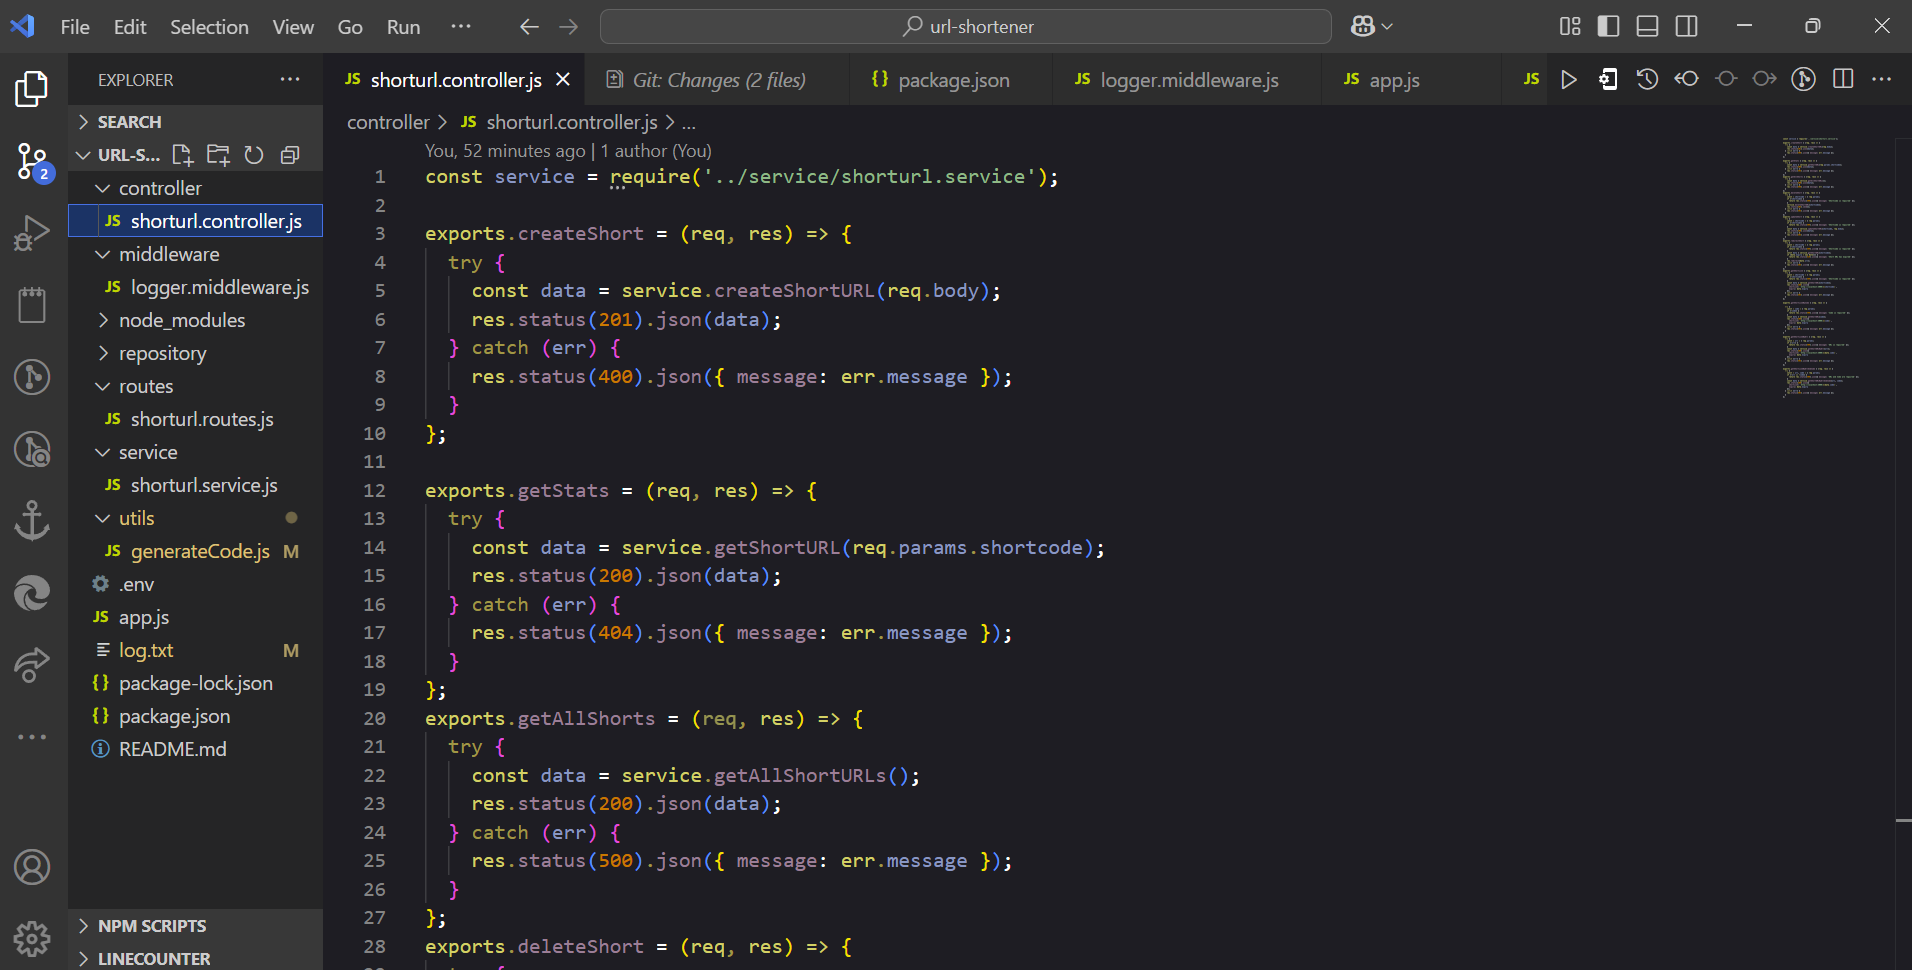 File Edit Selection View Go Run ··· url-shortener
EXPLORER ···
SEARCH
URL-S...
controller
JS shorturl.controller.js
middleware
JS logger.middleware.js
node_modules
repository
routes
JS shorturl.routes.js
service
JS shorturl.service.js
utils
JS generateCode.js M
.env
JS app.js
log.txt M
{} package-lock.json
{} package.json
README.md
NPM SCRIPTS
LINECOUNTER
2
JS shorturl.controller.js Git: Changes (2 files) {} package.json JS logger.middleware.js JS app.js JS
controller > JS shorturl.controller.js > ...
You, 52 minutes ago | 1 author (You)
1 const service = require('../service/shorturl.service');
2
3 exports.createShort = (req, res) => {
4 try {
5 const data = service.createShortURL(req.body);
6 res.status(201).json(data);
7 } catch (err) {
8 res.status(400).json({ message: err.message });
9 }
10 };
11
12 exports.getStats = (req, res) => {
13 try {
14 const data = service.getShortURL(req.params.shortcode);
15 res.status(200).json(data);
16 } catch (err) {
17 res.status(404).json({ message: err.message });
18 }
19 };
20 exports.getAllShorts = (req, res) => {
21 try {
22 const data = service.getAllShortURLs();
23 res.status(200).json(data);
24 } catch (err) {
25 res.status(500).json({ message: err.message });
26 }
27 };
28 exports.deleteShort = (req, res) => {